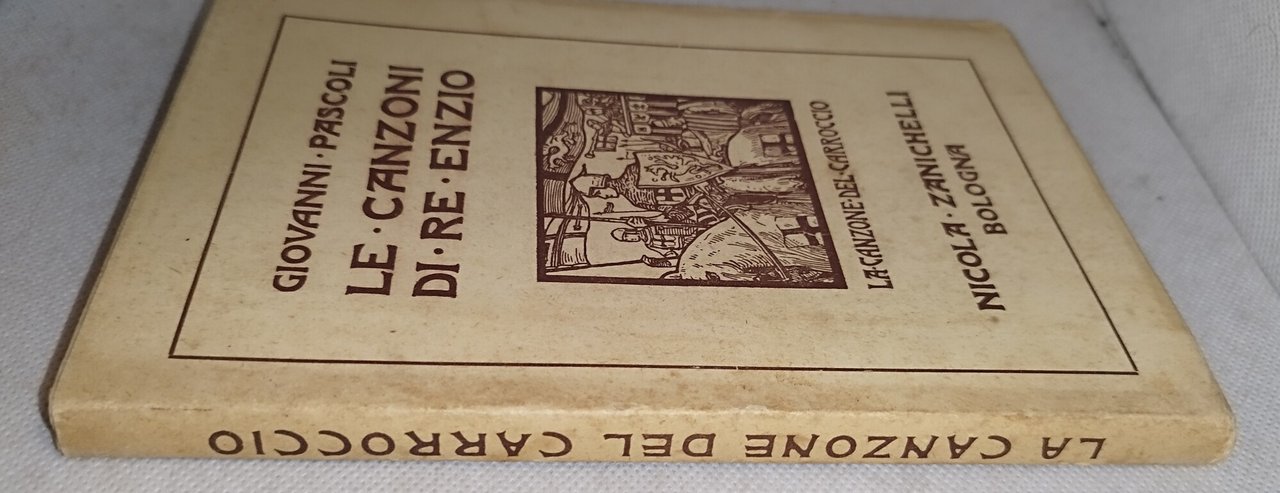 GIOVANNI · PASCOLI
LE · CANZONI
DI · RE · ENZIO
LA·CANZONE·DEL·CARROCCIO
NICOLA · ZANICHELLI
BOLOGNA
LA CANZONE DEL CARROCCIO